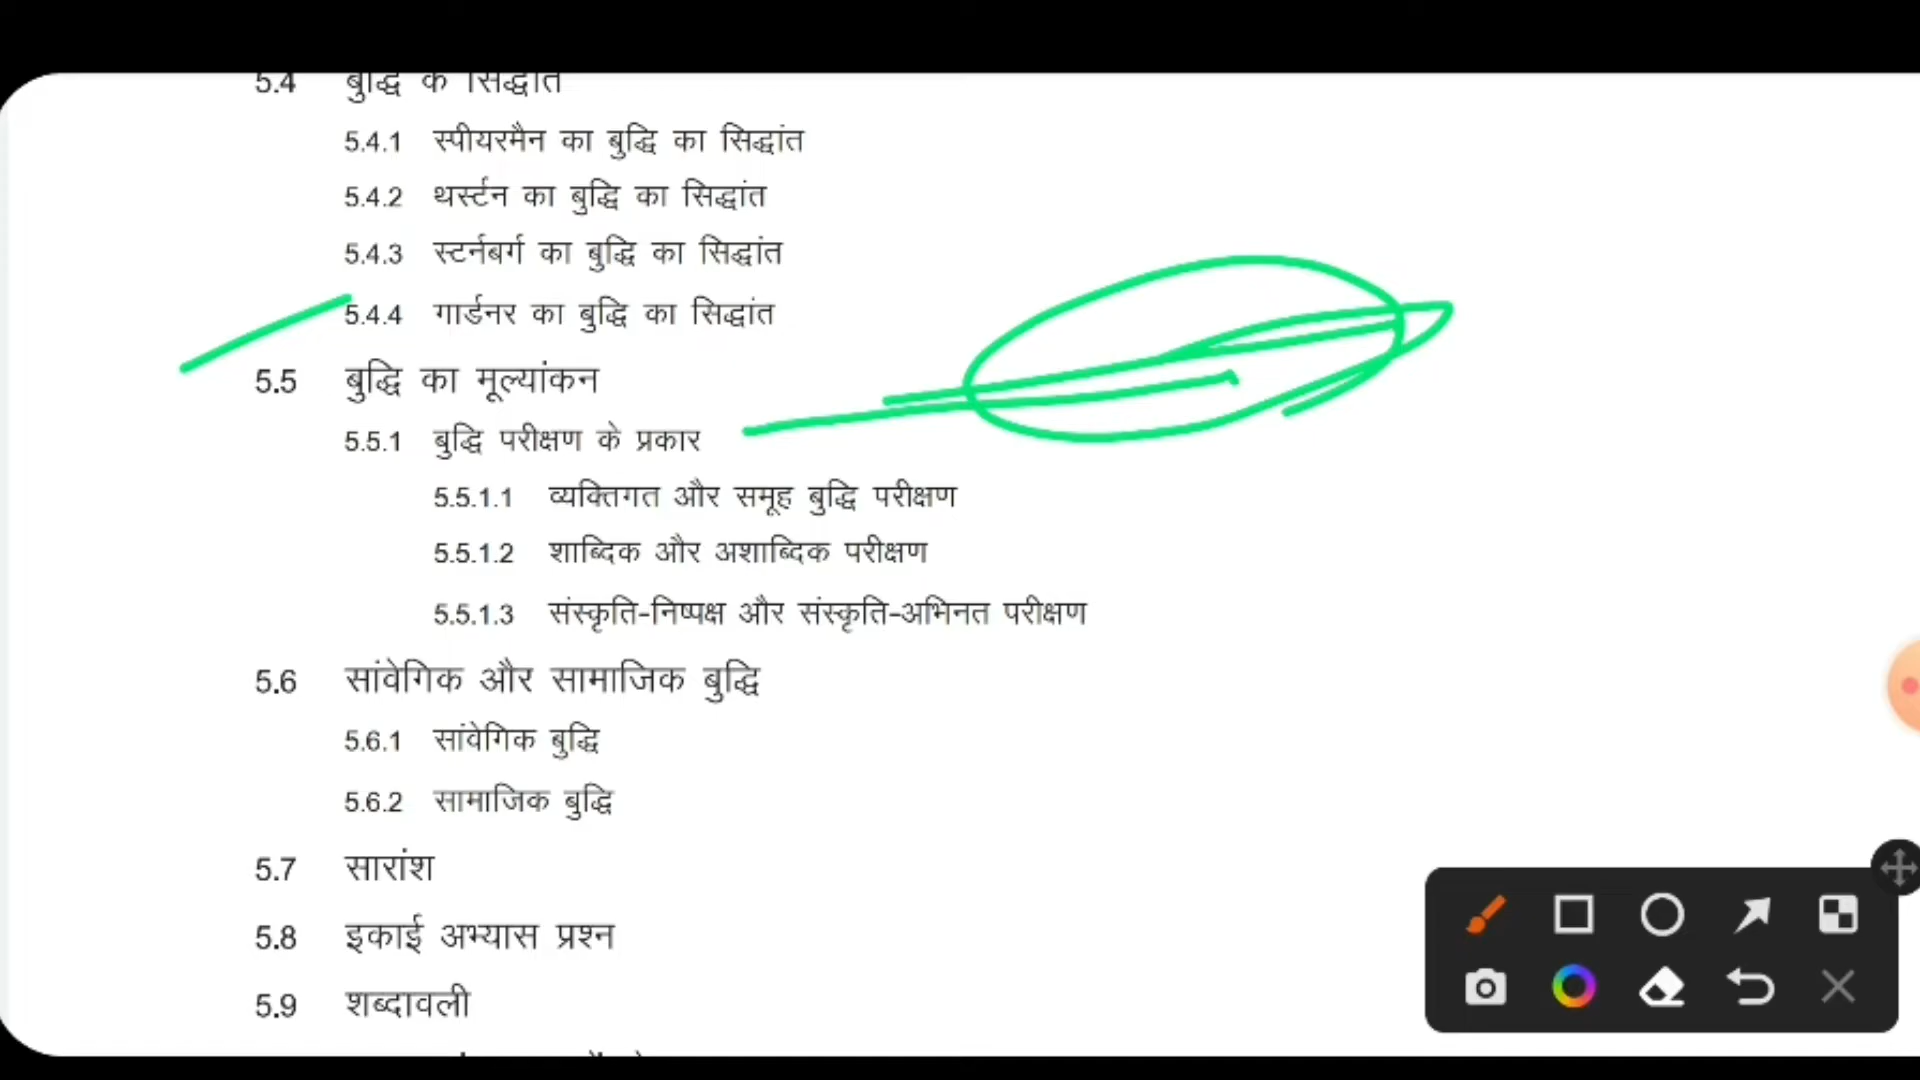 5.4 बुद्धि के सिद्धांत
5.4.1 स्पीयरमैन का बुद्धि का सिद्धांत
5.4.2 थर्स्टन का बुद्धि का सिद्धांत
5.4.3 स्टर्नबर्ग का बुद्धि का सिद्धांत
5.4.4 गार्डनर का बुद्धि का सिद्धांत
5.5 बुद्धि का मूल्यांकन
5.5.1 बुद्धि परीक्षण के प्रकार
5.5.1.1 व्यक्तिगत और समूह बुद्धि परीक्षण
5.5.1.2 शाब्दिक और अशाब्दिक परीक्षण
5.5.1.3 संस्कृति-निष्पक्ष और संस्कृति-अभिनत परीक्षण
5.6 सांवेगिक और सामाजिक बुद्धि
5.6.1 सांवेगिक बुद्धि
5.6.2 सामाजिक बुद्धि
5.7 सारांश
5.8 इकाई अभ्यास प्रश्न
5.9 शब्दावली